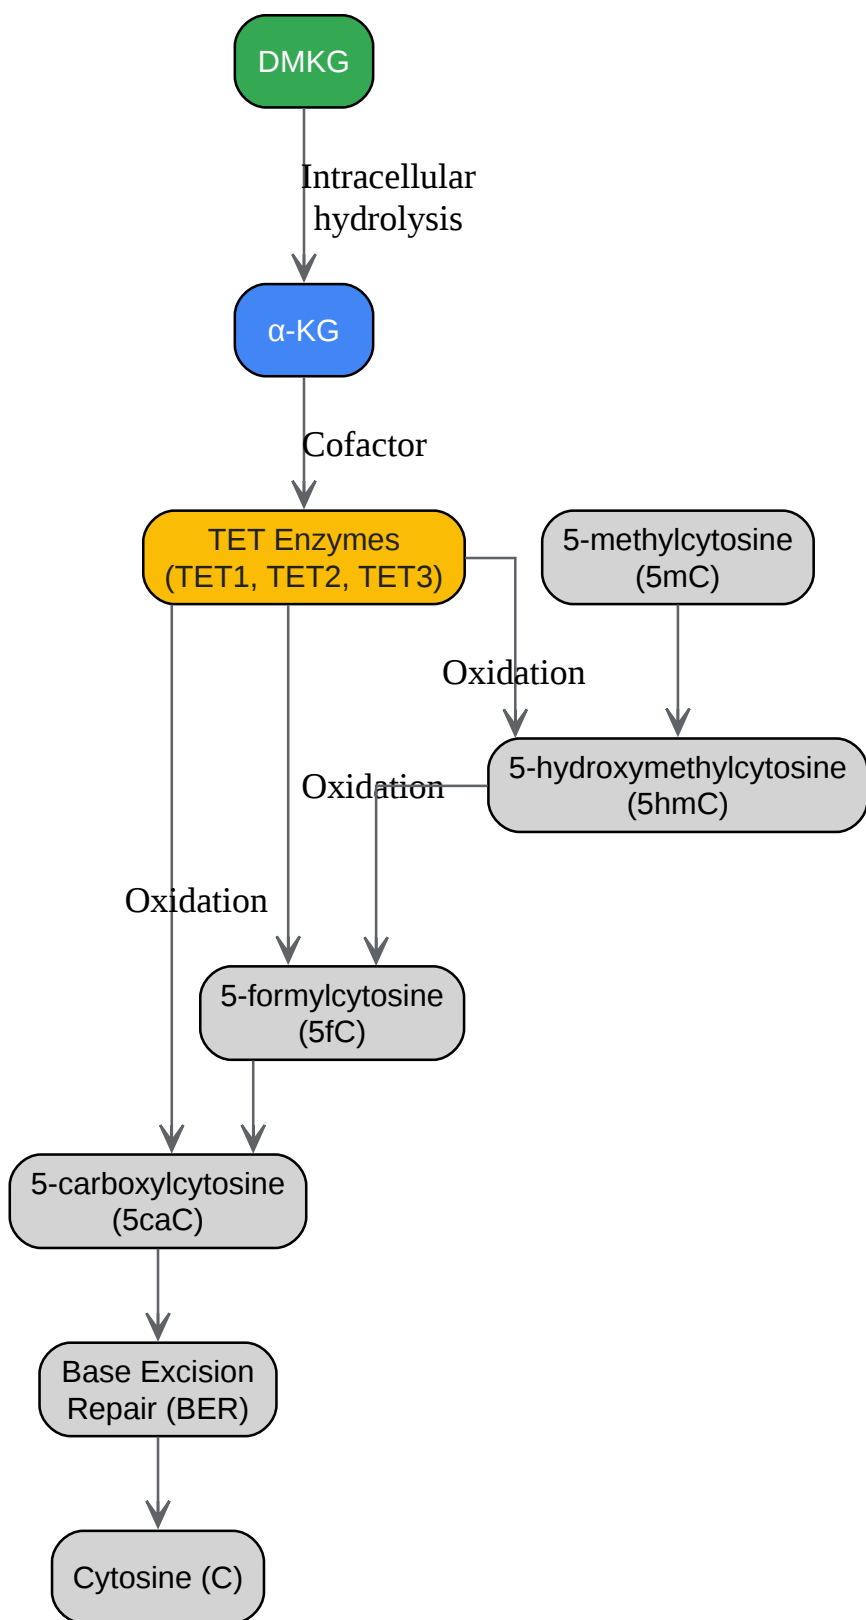 DMKG
Intracellular
hydrolysis
α-KG
Cofactor
TET Enzymes
(TET1, TET2, TET3)
5-methylcytosine
(5mC)
Oxidation
5-hydroxymethylcytosine
(5hmC)
Oxidation
Oxidation
5-formylcytosine
(5fC)
5-carboxylcytosine
(5caC)
Base Excision
Repair (BER)
Cytosine (C)